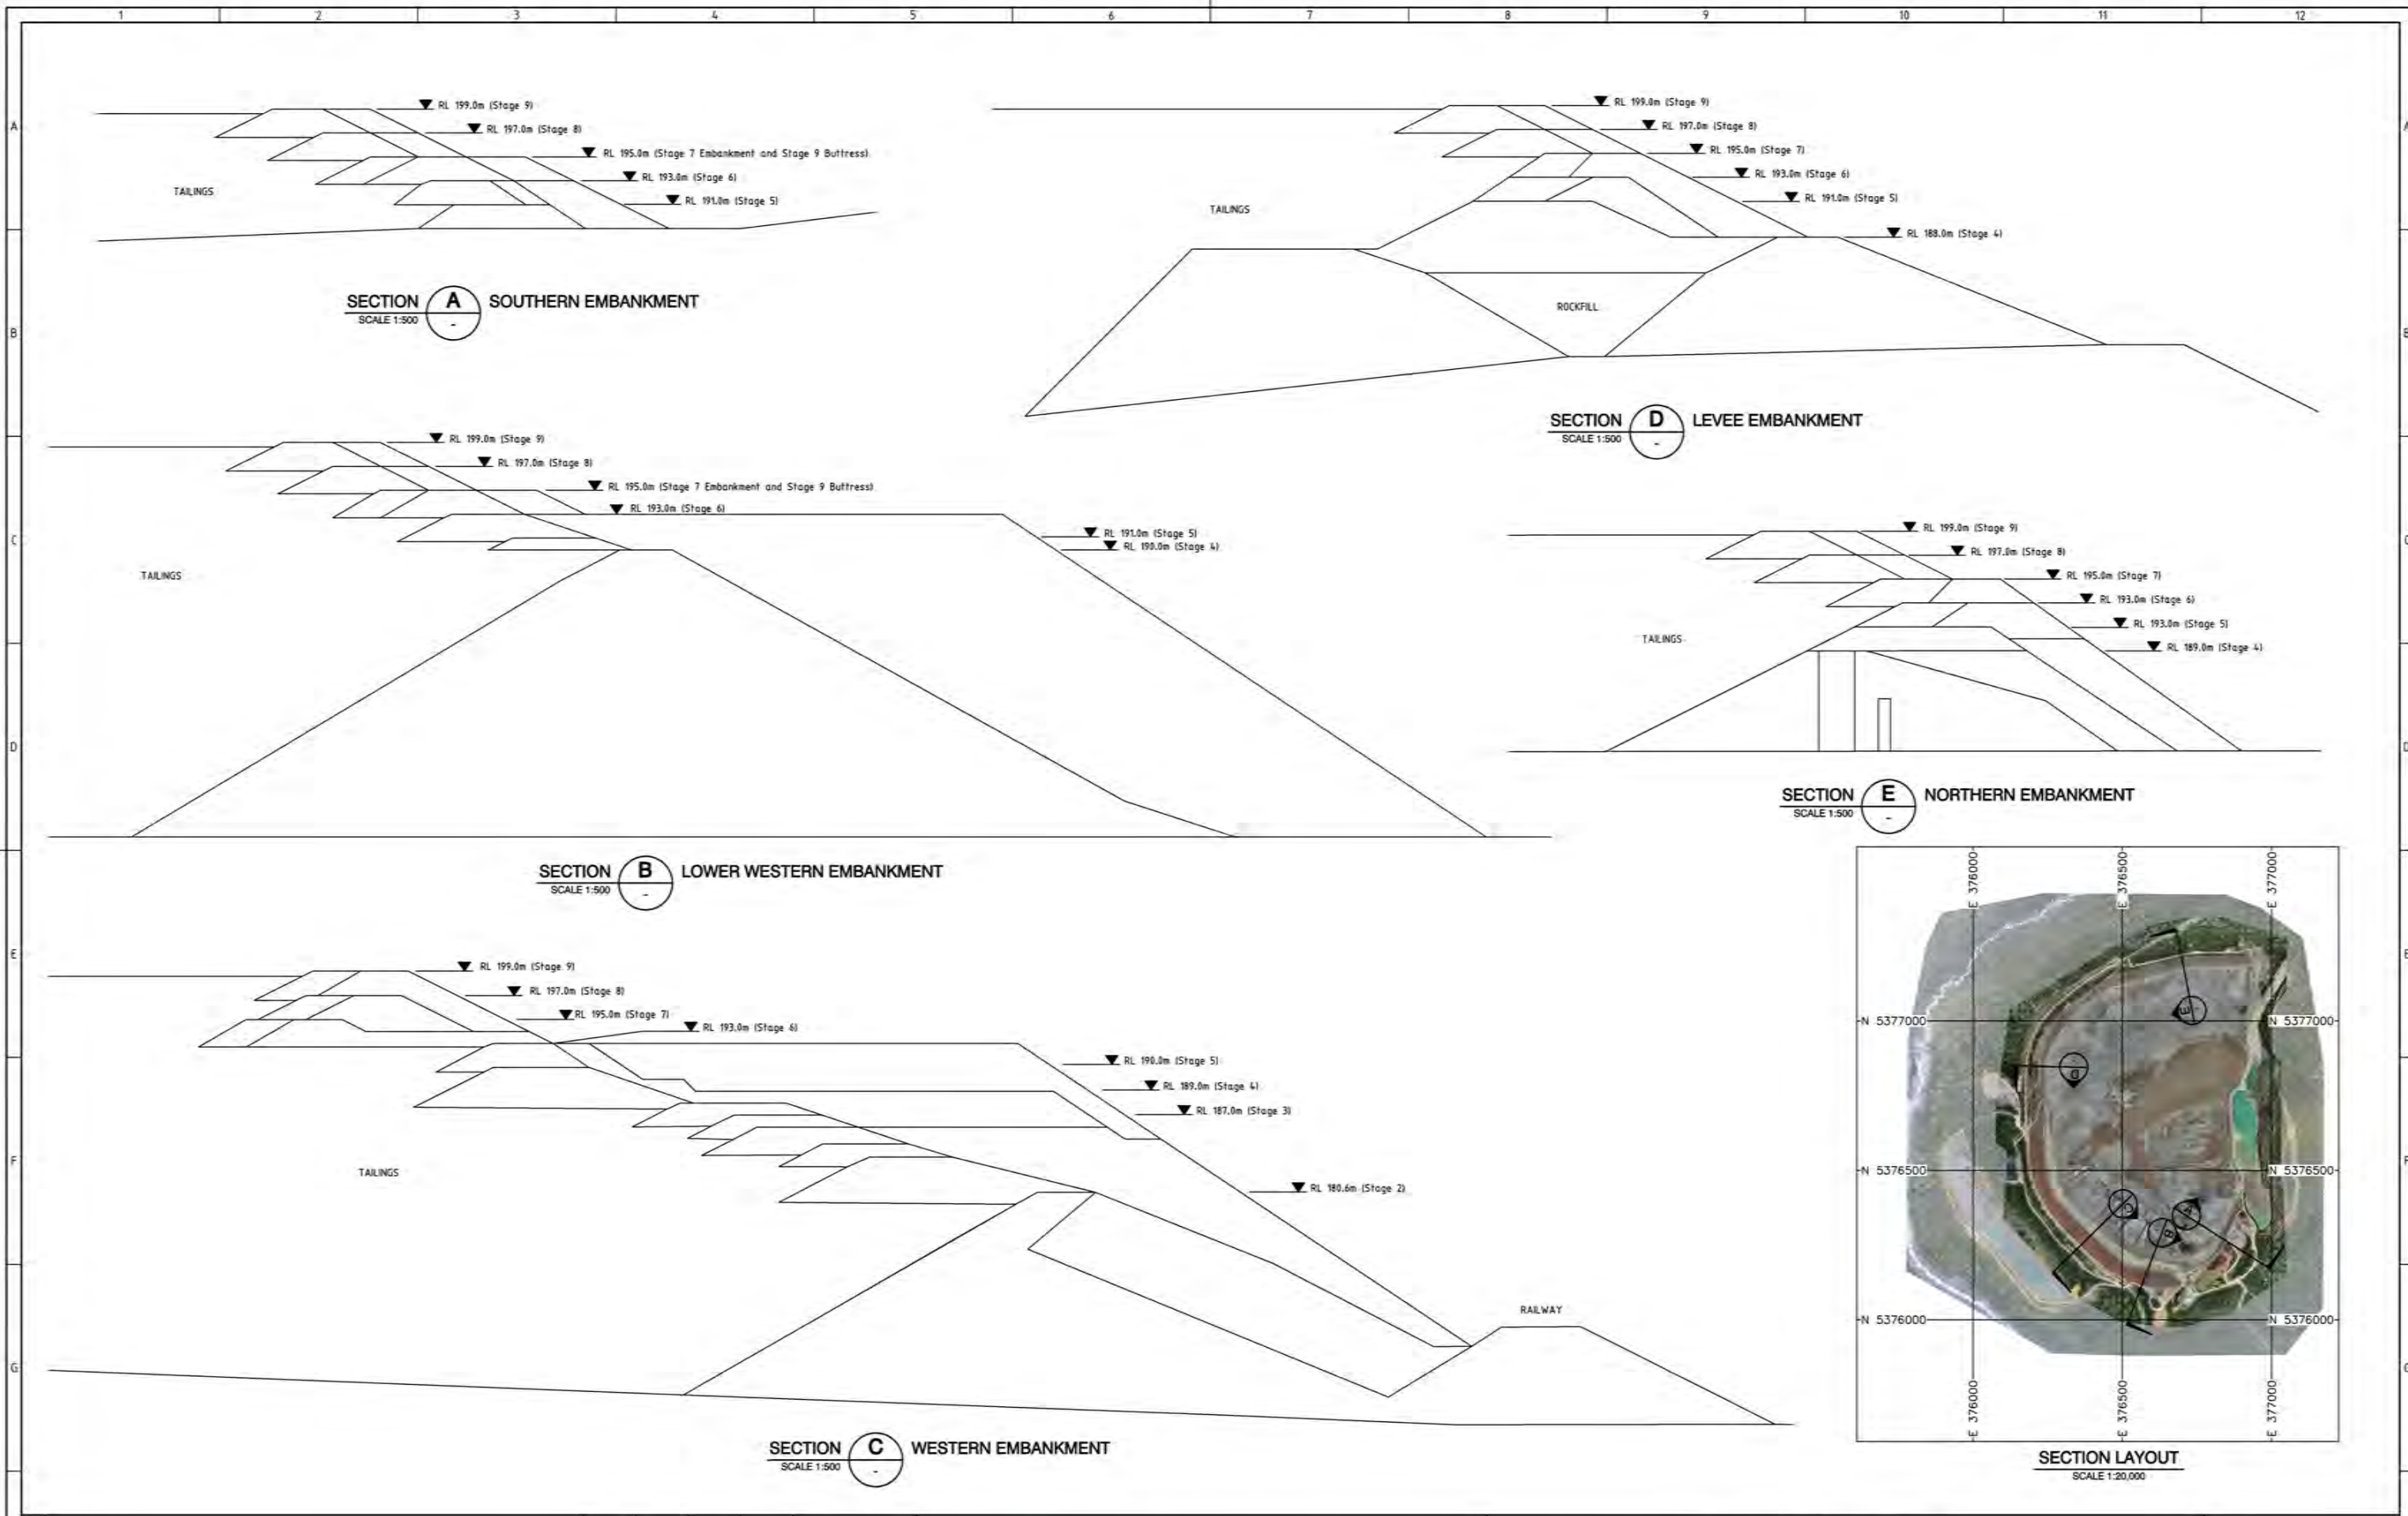 1 2 3 4 5 6 7 8 9 10 11 12
A
B
C
D
E
F
G
RL 199.0m (Stage 9)
RL 197.0m (Stage 8)
RL 195.0m (Stage 7 Embankment and Stage 9 Buttress)
RL 193.0m (Stage 6)
RL 191.0m (Stage 5)
TAILINGS
SECTION A SOUTHERN EMBANKMENT
SCALE 1:500 -
RL 199.0m (Stage 9)
RL 197.0m (Stage 8)
RL 195.0m (Stage 7)
RL 193.0m (Stage 6)
RL 191.0m (Stage 5)
RL 188.0m (Stage 4)
TAILINGS
ROCKFILL
SECTION D LEVEE EMBANKMENT
SCALE 1:500 -
RL 199.0m (Stage 9)
RL 197.0m (Stage 8)
RL 195.0m (Stage 7 Embankment and Stage 9 Buttress)
RL 193.0m (Stage 6)
RL 191.0m (Stage 5)
RL 190.0m (Stage 4)
TAILINGS
SECTION B LOWER WESTERN EMBANKMENT
SCALE 1:500 -
RL 199.0m (Stage 9)
RL 197.0m (Stage 8)
RL 195.0m (Stage 7)
RL 193.0m (Stage 6)
RL 193.0m (Stage 5)
RL 189.0m (Stage 4)
TAILINGS
SECTION E NORTHERN EMBANKMENT
SCALE 1:500 -
RL 199.0m (Stage 9)
RL 197.0m (Stage 8)
RL 195.0m (Stage 7)
RL 193.0m (Stage 6)
RL 190.0m (Stage 5)
RL 189.0m (Stage 4)
RL 187.0m (Stage 3)
RL 180.6m (Stage 2)
TAILINGS
RAILWAY
SECTION C WESTERN EMBANKMENT
SCALE 1:500 -
E 376000
E 376500
E 377000
N 5377000
N 5377000
N 5376500
N 5376500
N 5376000
N 5376000
E
D
C
B
A
E 376000
E 376500
E 377000
SECTION LAYOUT
SCALE 1:20,000